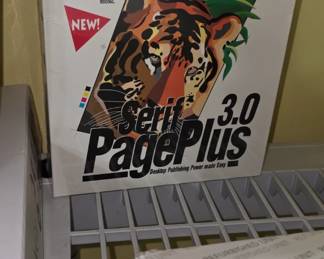 NEW!
Serif 3.0
PagePlus
Desktop Publishing Power made Easy